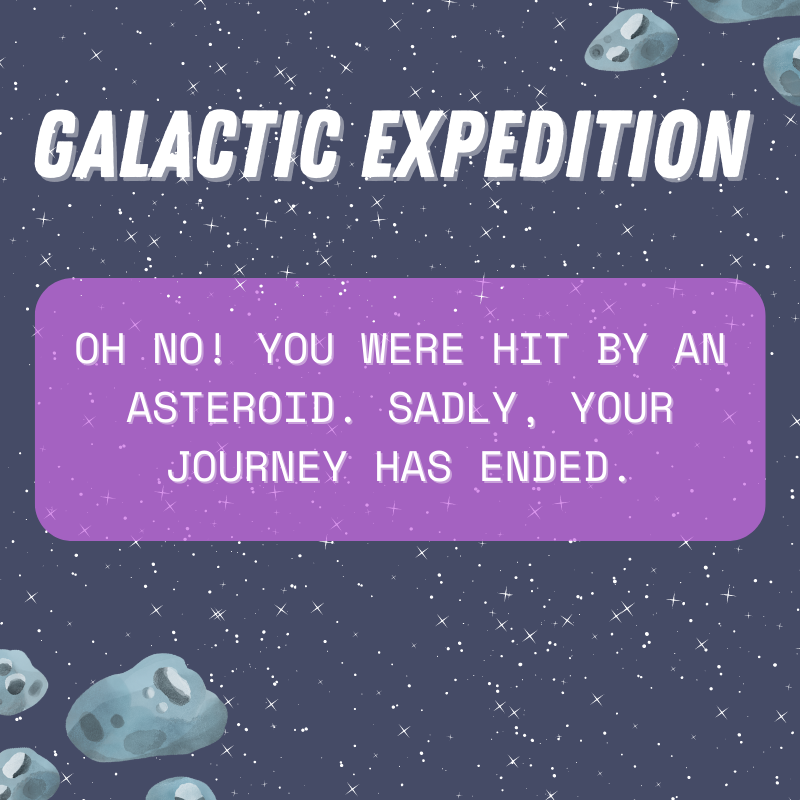 GALACTIC EXPEDITION
OH NO! YOU WERE HIT BY AN
ASTEROID. SADLY, YOUR
JOURNEY HAS ENDED.